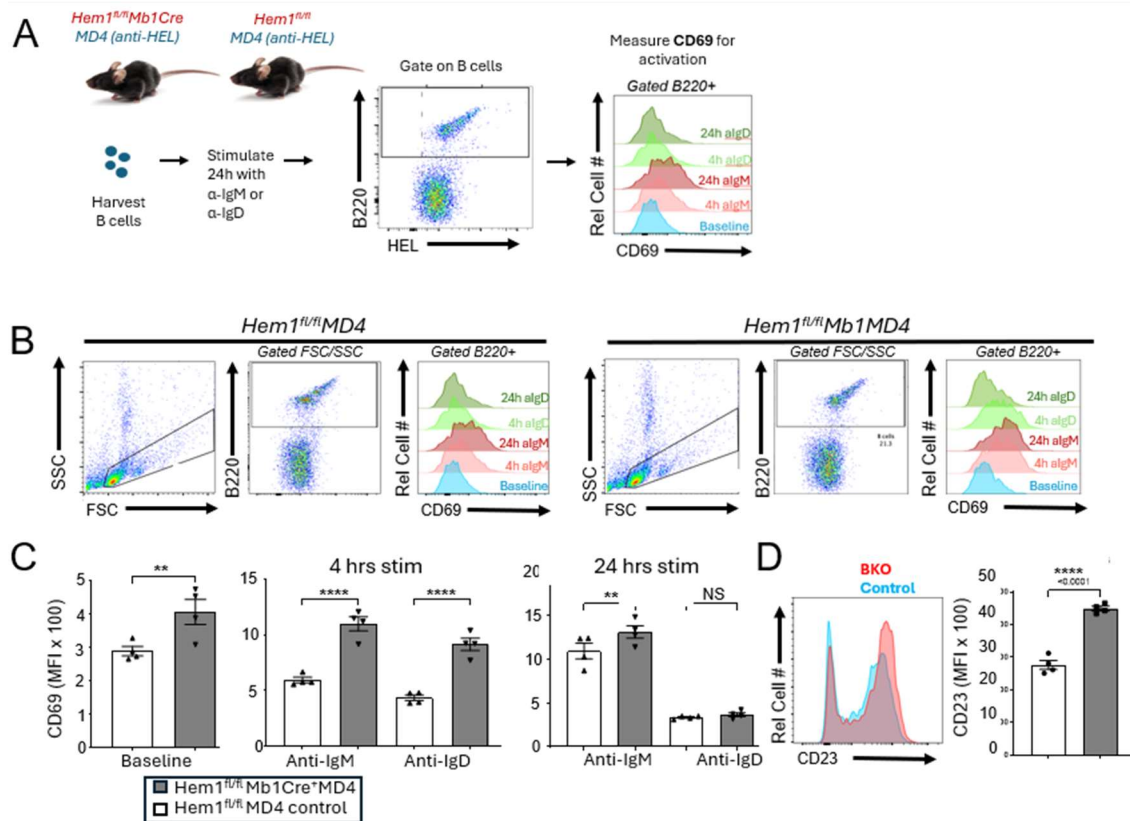 A
Hem1fl/flMb1Cre
MD4 (anti-HEL)
Hem1fl/fl
MD4 (anti-HEL)
Harvest
B cells
Stimulate
24h with
α-IgM or
α-IgD
Gate on B cells
B220
HEL
Measure CD69 for
activation
Gated B220+
Rel Cell #
24h aIgD
4h aIgD
24h aIgM
4h aIgM
Baseline
CD69
B
Hem1fl/flMD4
SSC
FSC
Gated FSC/SSC
B220
Gated B220+
Rel Cell #
24h aIgD
4h aIgD
24h aIgM
4h aIgM
Baseline
CD69
Hem1fl/flMb1MD4
SSC
FSC
Gated FSC/SSC
B220
B cells
21.3
Gated B220+
Rel Cell #
24h aIgD
4h aIgD
24h aIgM
4h aIgM
Baseline
CD69
C
CD69 (MFI x 100)
5
4
3
2
1
0
**
Baseline
4 hrs stim
15
10
5
0
****
****
Anti-IgM
Anti-IgD
24 hrs stim
20
15
10
5
0
**
NS
Anti-IgM
Anti-IgD
Hem1fl/fl Mb1Cre+MD4
Hem1fl/fl MD4 control
D
BKO
Control
Rel Cell #
CD23
CD23 (MFI x 100)
50
40
30
20
10
0
****
<0.0001